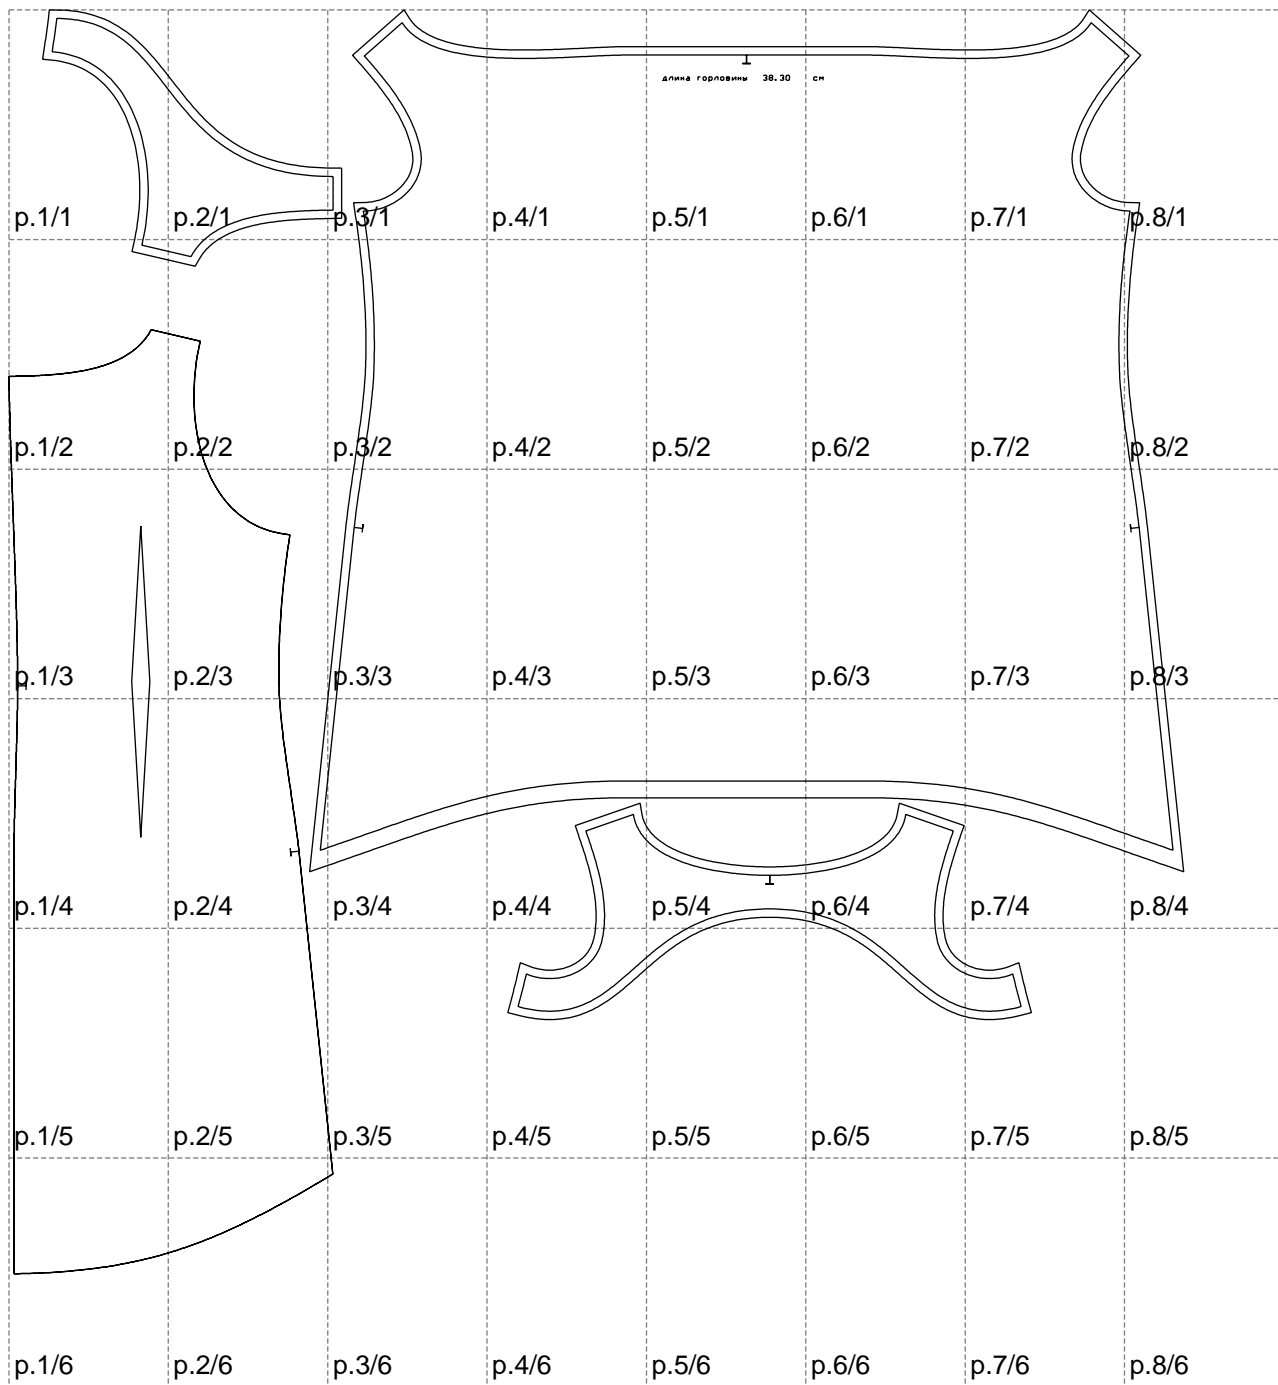 длина горловины 38.30 см
p.1/1 p.2/1 p.3/1 p.4/1 p.5/1 p.6/1 p.7/1 p.8/1
p.1/2 p.2/2 p.3/2 p.4/2 p.5/2 p.6/2 p.7/2 p.8/2
p.1/3 p.2/3 p.3/3 p.4/3 p.5/3 p.6/3 p.7/3 p.8/3
p.1/4 p.2/4 p.3/4 p.4/4 p.5/4 p.6/4 p.7/4 p.8/4
p.1/5 p.2/5 p.3/5 p.4/5 p.5/5 p.6/5 p.7/5 p.8/5
p.1/6 p.2/6 p.3/6 p.4/6 p.5/6 p.6/6 p.7/6 p.8/6